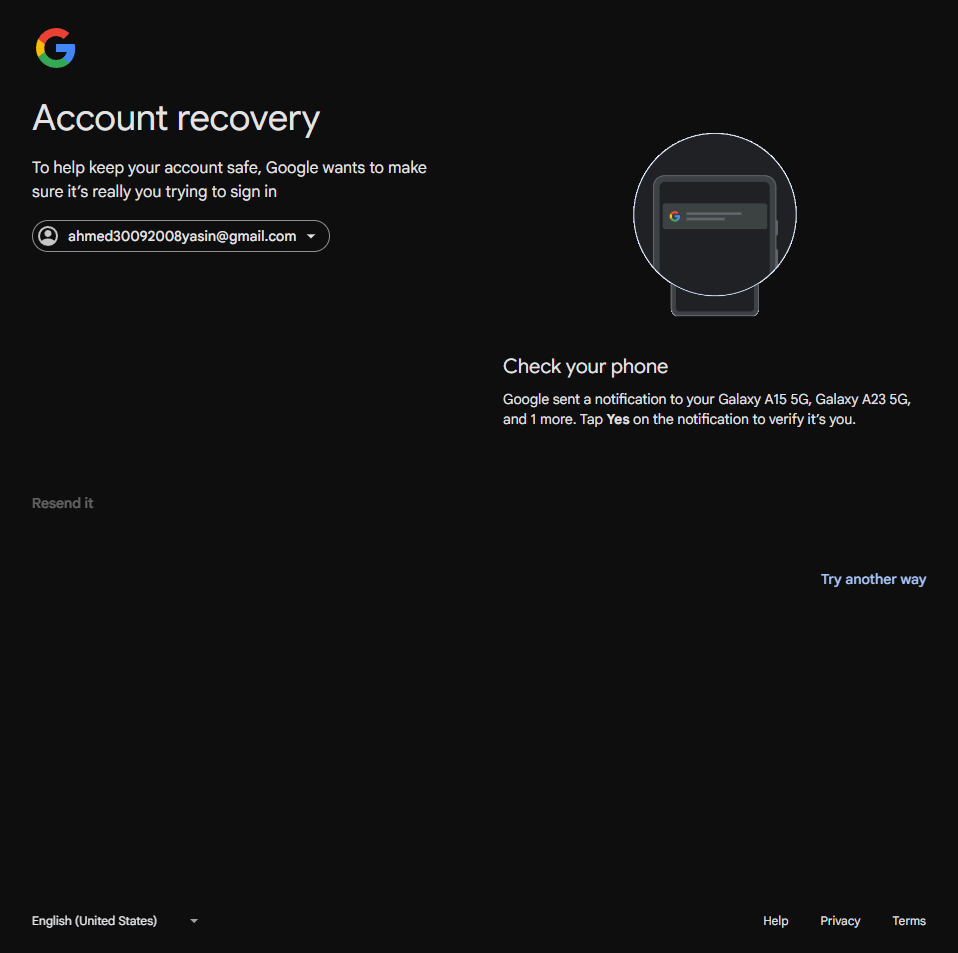 Account recovery
To help keep your account safe, Google wants to make
sure it’s really you trying to sign in
ahmed30092008yasin@gmail.com
Check your phone
Google sent a notification to your Galaxy A15 5G, Galaxy A23 5G,
and 1 more. Tap Yes on the notification to verify it’s you.
Resend it
Try another way
English (United States)
Help
Privacy
Terms